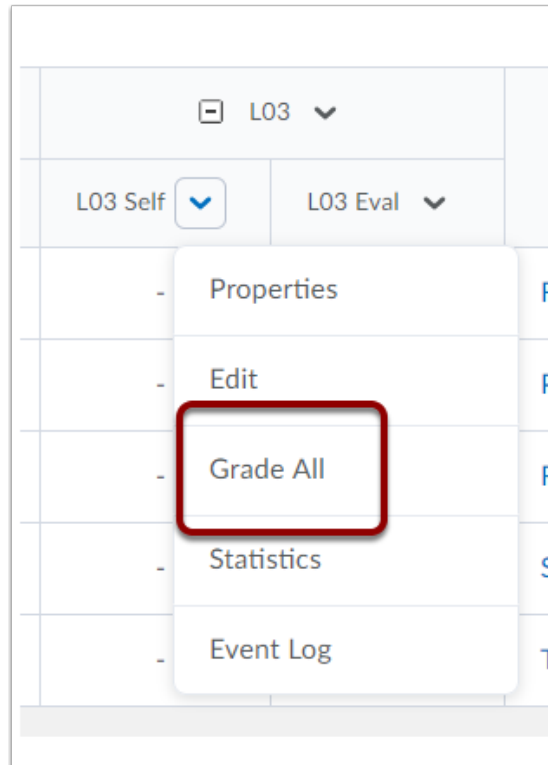 L03
L03 Self
L03 Eval
- Properties
- Edit
- Grade All
- Statistics
- Event Log